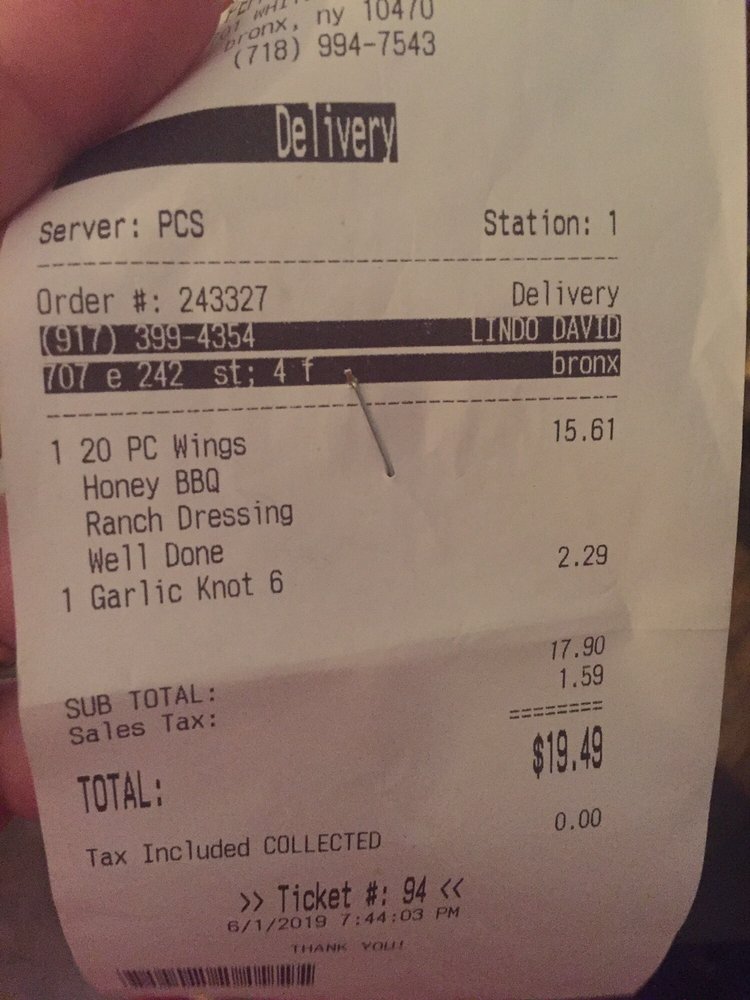 bronx, ny 10470
(718) 994-7543
Delivery
Server: PCS Station: 1
Order #: 243327 Delivery
(917) 399-4354 LINDO DAVID
707 e 242 st; 4 f bronx
1 20 PC Wings 15.61
Honey BBQ
Ranch Dressing
Well Done
1 Garlic Knot 6 2.29
SUB TOTAL: 17.90
Sales Tax: 1.59
========
TOTAL: $19.49
Tax Included COLLECTED 0.00
>> Ticket #: 94 <<
6/1/2019 7:44:03 PM
THANK YOU!